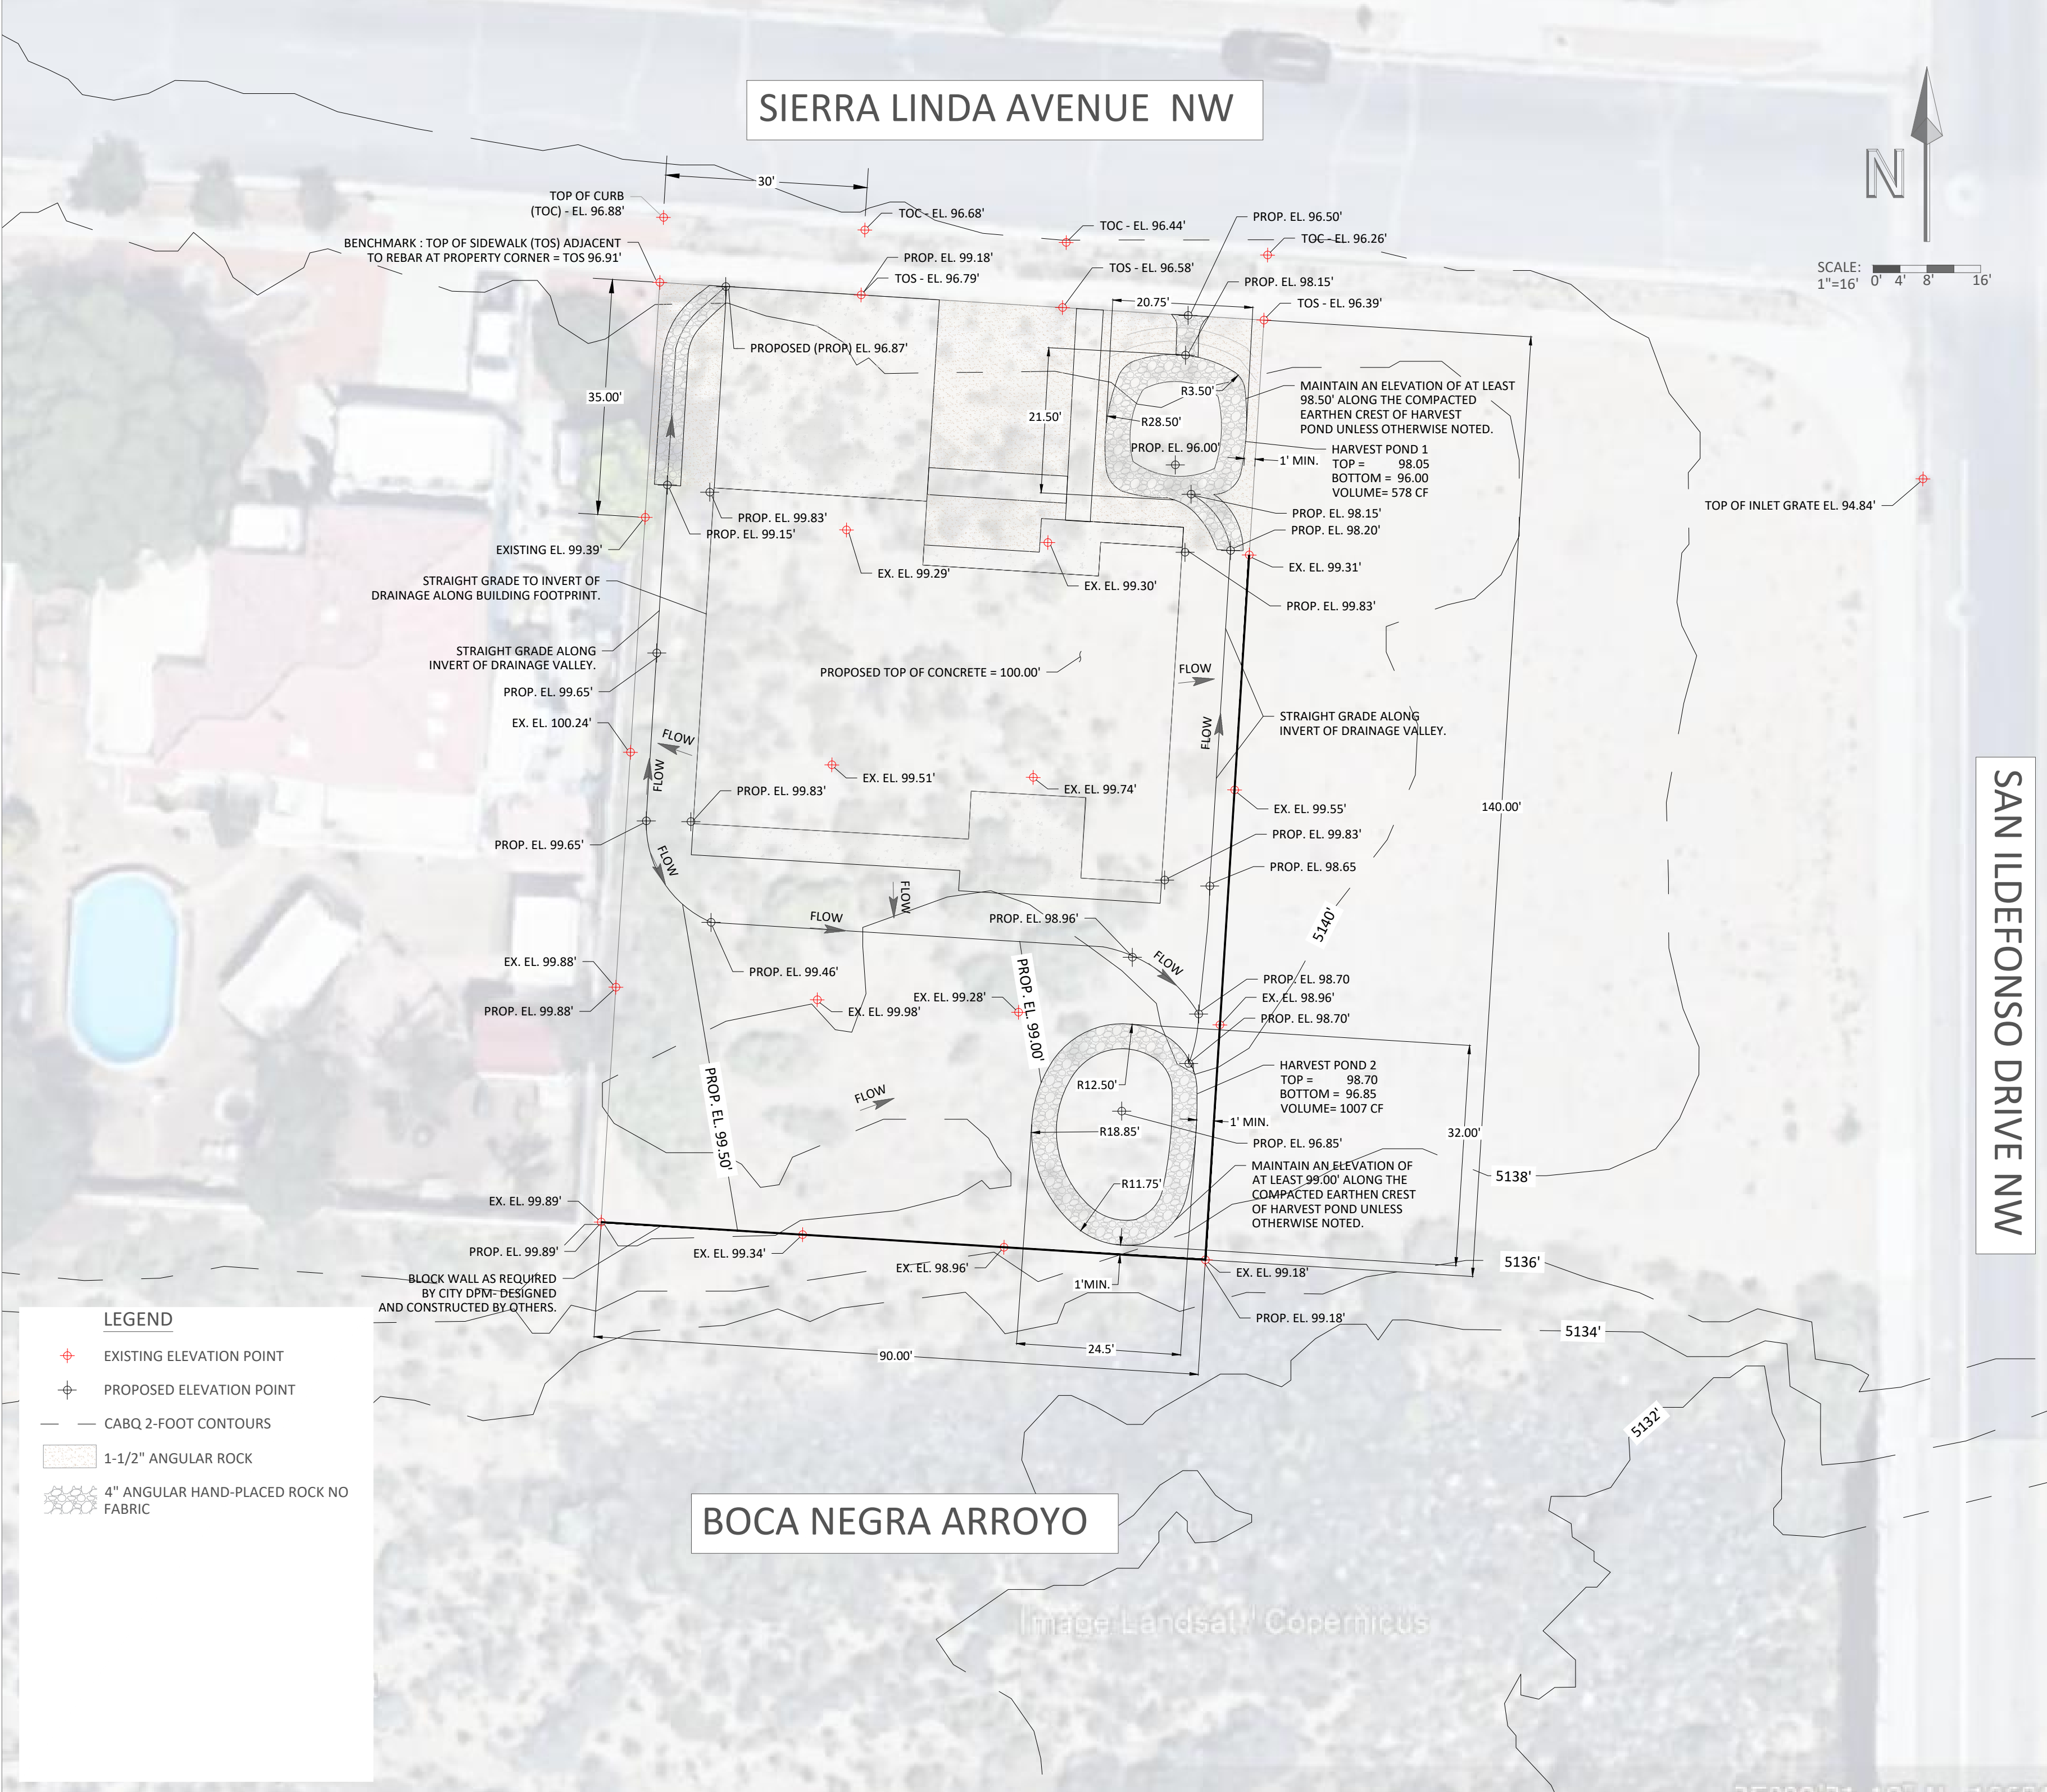 SIERRA LINDA AVENUE NW
N
SCALE:
1"=16'
0' 4' 8' 16'
30'
TOP OF CURB
(TOC) - EL. 96.88'
TOC - EL. 96.68'
TOC - EL. 96.44'
PROP. EL. 96.50'
TOC - EL. 96.26'
BENCHMARK : TOP OF SIDEWALK (TOS) ADJACENT
TO REBAR AT PROPERTY CORNER = TOS 96.91'
PROP. EL. 99.18'
TOS - EL. 96.79'
TOS - EL. 96.58'
PROP. EL. 98.15'
20.75'
TOS - EL. 96.39'
PROPOSED (PROP) EL. 96.87'
35.00'
21.50'
R3.50'
R28.50'
PROP. EL. 96.00'
MAINTAIN AN ELEVATION OF AT LEAST
98.50' ALONG THE COMPACTED
EARTHEN CREST OF HARVEST
POND UNLESS OTHERWISE NOTED.
HARVEST POND 1
TOP = 98.05
BOTTOM = 96.00
VOLUME= 578 CF
1' MIN.
TOP OF INLET GRATE EL. 94.84'
PROP. EL. 98.15'
PROP. EL. 98.20'
PROP. EL. 99.83'
PROP. EL. 99.15'
EXISTING EL. 99.39'
EX. EL. 99.29'
EX. EL. 99.30'
EX. EL. 99.31'
PROP. EL. 99.83'
STRAIGHT GRADE TO INVERT OF
DRAINAGE ALONG BUILDING FOOTPRINT.
STRAIGHT GRADE ALONG
INVERT OF DRAINAGE VALLEY.
PROPOSED TOP OF CONCRETE = 100.00'
FLOW
PROP. EL. 99.65'
EX. EL. 100.24'
FLOW
FLOW
FLOW
STRAIGHT GRADE ALONG
INVERT OF DRAINAGE VALLEY.
EX. EL. 99.51'
EX. EL. 99.74'
PROP. EL. 99.83'
EX. EL. 99.55'
140.00'
PROP. EL. 99.83'
PROP. EL. 99.65'
PROP. EL. 98.65
FLOW
FLOW
FLOW
PROP. EL. 98.96'
5140'
SAN ILDEFONSO DRIVE NW
EX. EL. 99.88'
PROP. EL. 99.46'
FLOW
PROP. EL. 98.70
EX. EL. 98.96'
PROP. EL. 98.70'
PROP. EL. 99.88'
EX. EL. 99.98'
EX. EL. 99.28'
PROP. EL. 99.00'
HARVEST POND 2
TOP = 98.70
BOTTOM = 96.85
VOLUME= 1007 CF
R12.50'
FLOW
PROP. EL. 99.50'
R18.85'
1' MIN.
32.00'
PROP. EL. 96.85'
MAINTAIN AN ELEVATION OF
AT LEAST 99.00' ALONG THE
COMPACTED EARTHEN CREST
OF HARVEST POND UNLESS
OTHERWISE NOTED.
R11.75'
5138'
EX. EL. 99.89'
PROP. EL. 99.89'
EX. EL. 99.34'
EX. EL. 98.96'
1'MIN.
EX. EL. 99.18'
5136'
BLOCK WALL AS REQUIRED
BY CITY DPM- DESIGNED
AND CONSTRUCTED BY OTHERS.
PROP. EL. 99.18'
5134'
24.5'
90.00'
5132'
LEGEND
EXISTING ELEVATION POINT
PROPOSED ELEVATION POINT
CABQ 2-FOOT CONTOURS
1-1/2" ANGULAR ROCK
4" ANGULAR HAND-PLACED ROCK NO
FABRIC
BOCA NEGRA ARROYO
Image Landsat / Copernicus